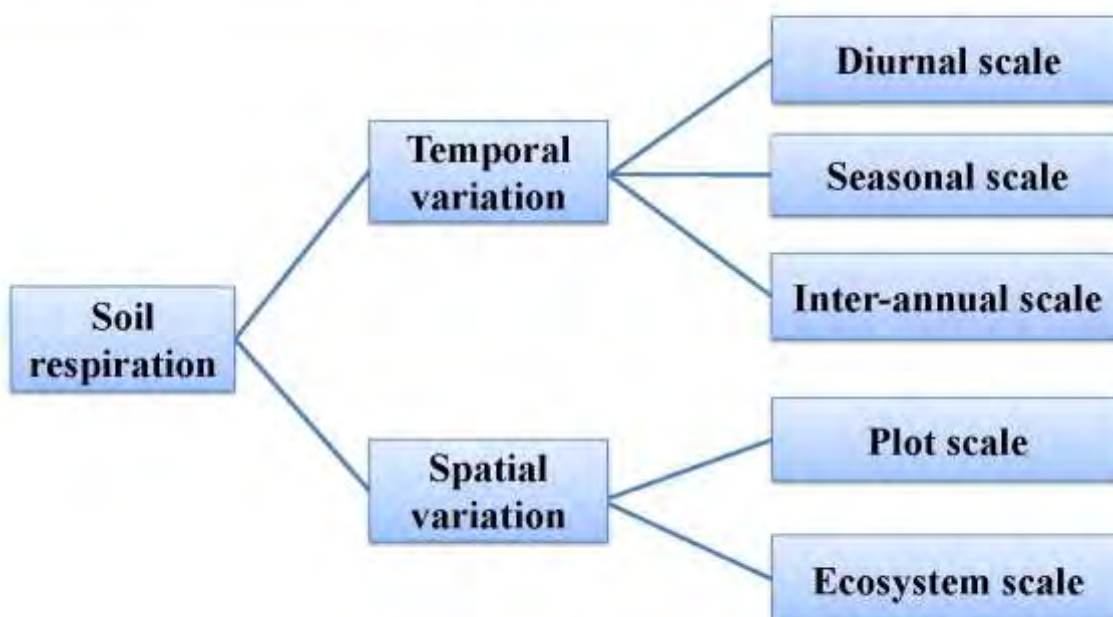 Soil
respiration
Temporal
variation
Diurnal scale
Seasonal scale
Inter-annual scale
Spatial
variation
Plot scale
Ecosystem scale